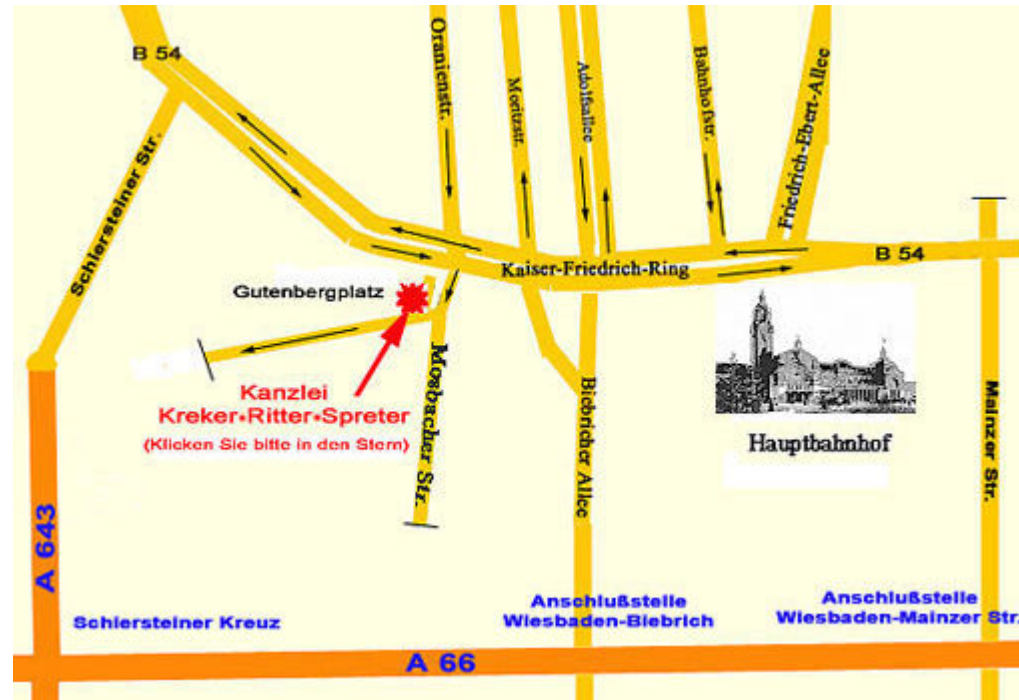 B 54
Oranienstr.
Moritzstr.
Adolfsallee
Bahnhofstr.
Friedrich-Ebert-Allee
Schiersteiner Str.
Kaiser-Friedrich-Ring
B 54
Gutenbergplatz
Kanzlei
Kreker•Ritter•Spreter
(Klicken Sie bitte in den Stern)
Mosbacher Str.
Biebricher Allee
Hauptbahnhof
Mainzer Str.
A 643
Schiersteiner Kreuz
Anschlußstelle
Wiesbaden-Biebrich
Anschlußstelle
Wiesbaden-Mainzer Str.
A 66